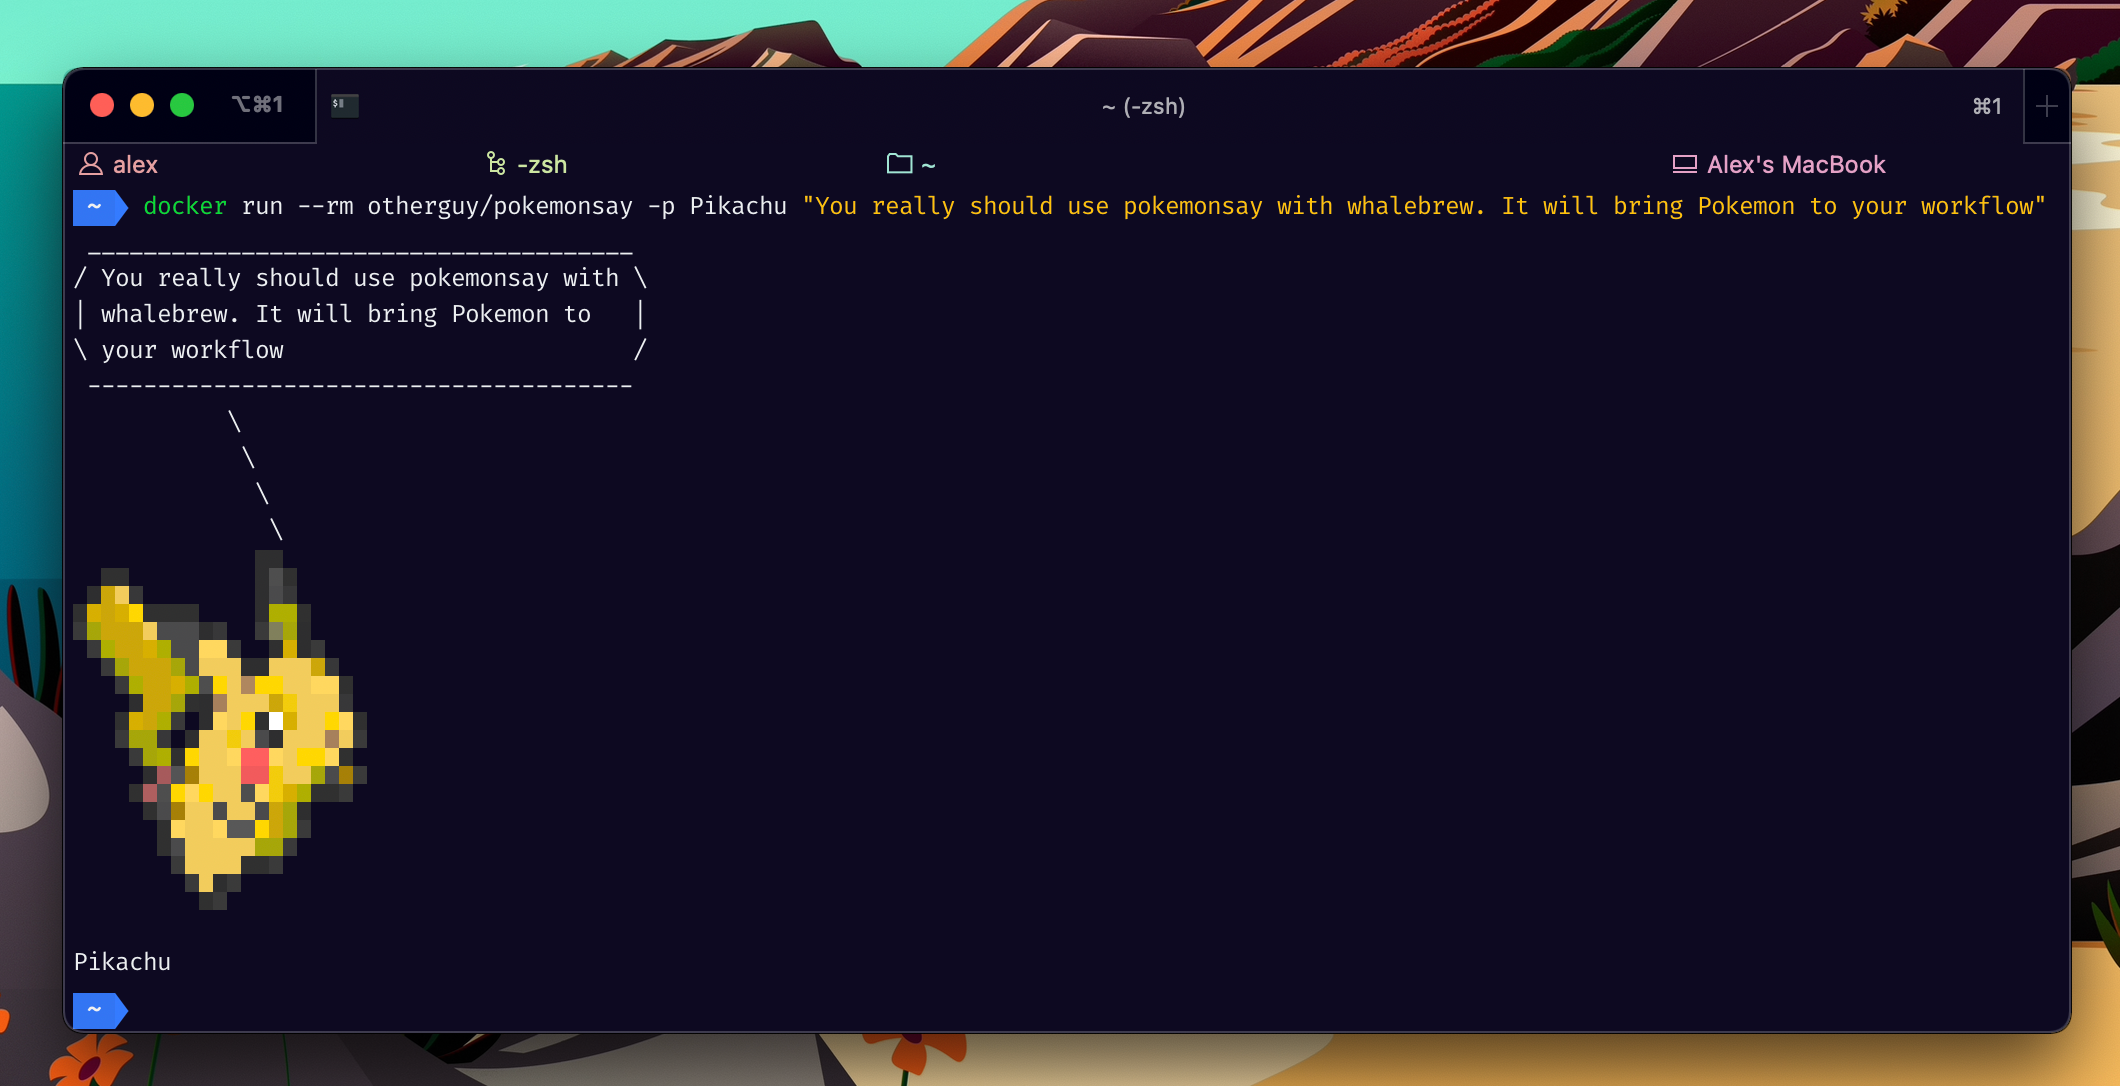 ⌥⌘1 ~ (-zsh) ⌘1
alex -zsh ~ Alex's MacBook
~ docker run --rm otherguy/pokemonsay -p Pikachu "You really should use pokemonsay with whalebrew. It will bring Pokemon to your workflow"
 _______________________________________
/ You really should use pokemonsay with \
| whalebrew. It will bring Pokemon to   |
\ your workflow                         /
 ---------------------------------------
           \
            \
             \
              \
Pikachu
~